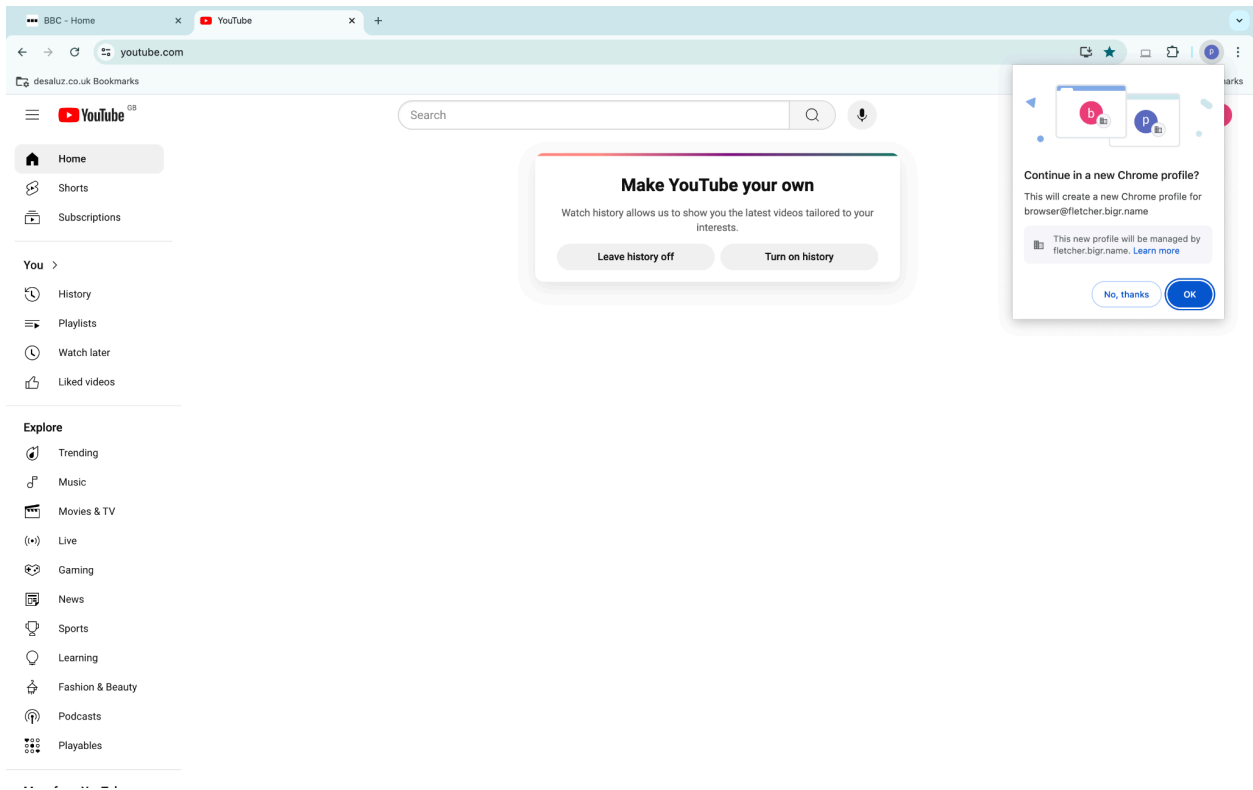 BBC - Home
YouTube
youtube.com
desaluz.co.uk Bookmarks
YouTube GB
Search
Home
Shorts
Subscriptions
You
History
Playlists
Watch later
Liked videos
Explore
Trending
Music
Movies & TV
Live
Gaming
News
Sports
Learning
Fashion & Beauty
Podcasts
Playables
Make YouTube your own
Watch history allows us to show you the latest videos tailored to your
interests.
Leave history off
Turn on history
b
p
Continue in a new Chrome profile?
This will create a new Chrome profile for
browser@fletcher.bigr.name
This new profile will be managed by
fletcher.bigr.name. Learn more
No, thanks
OK